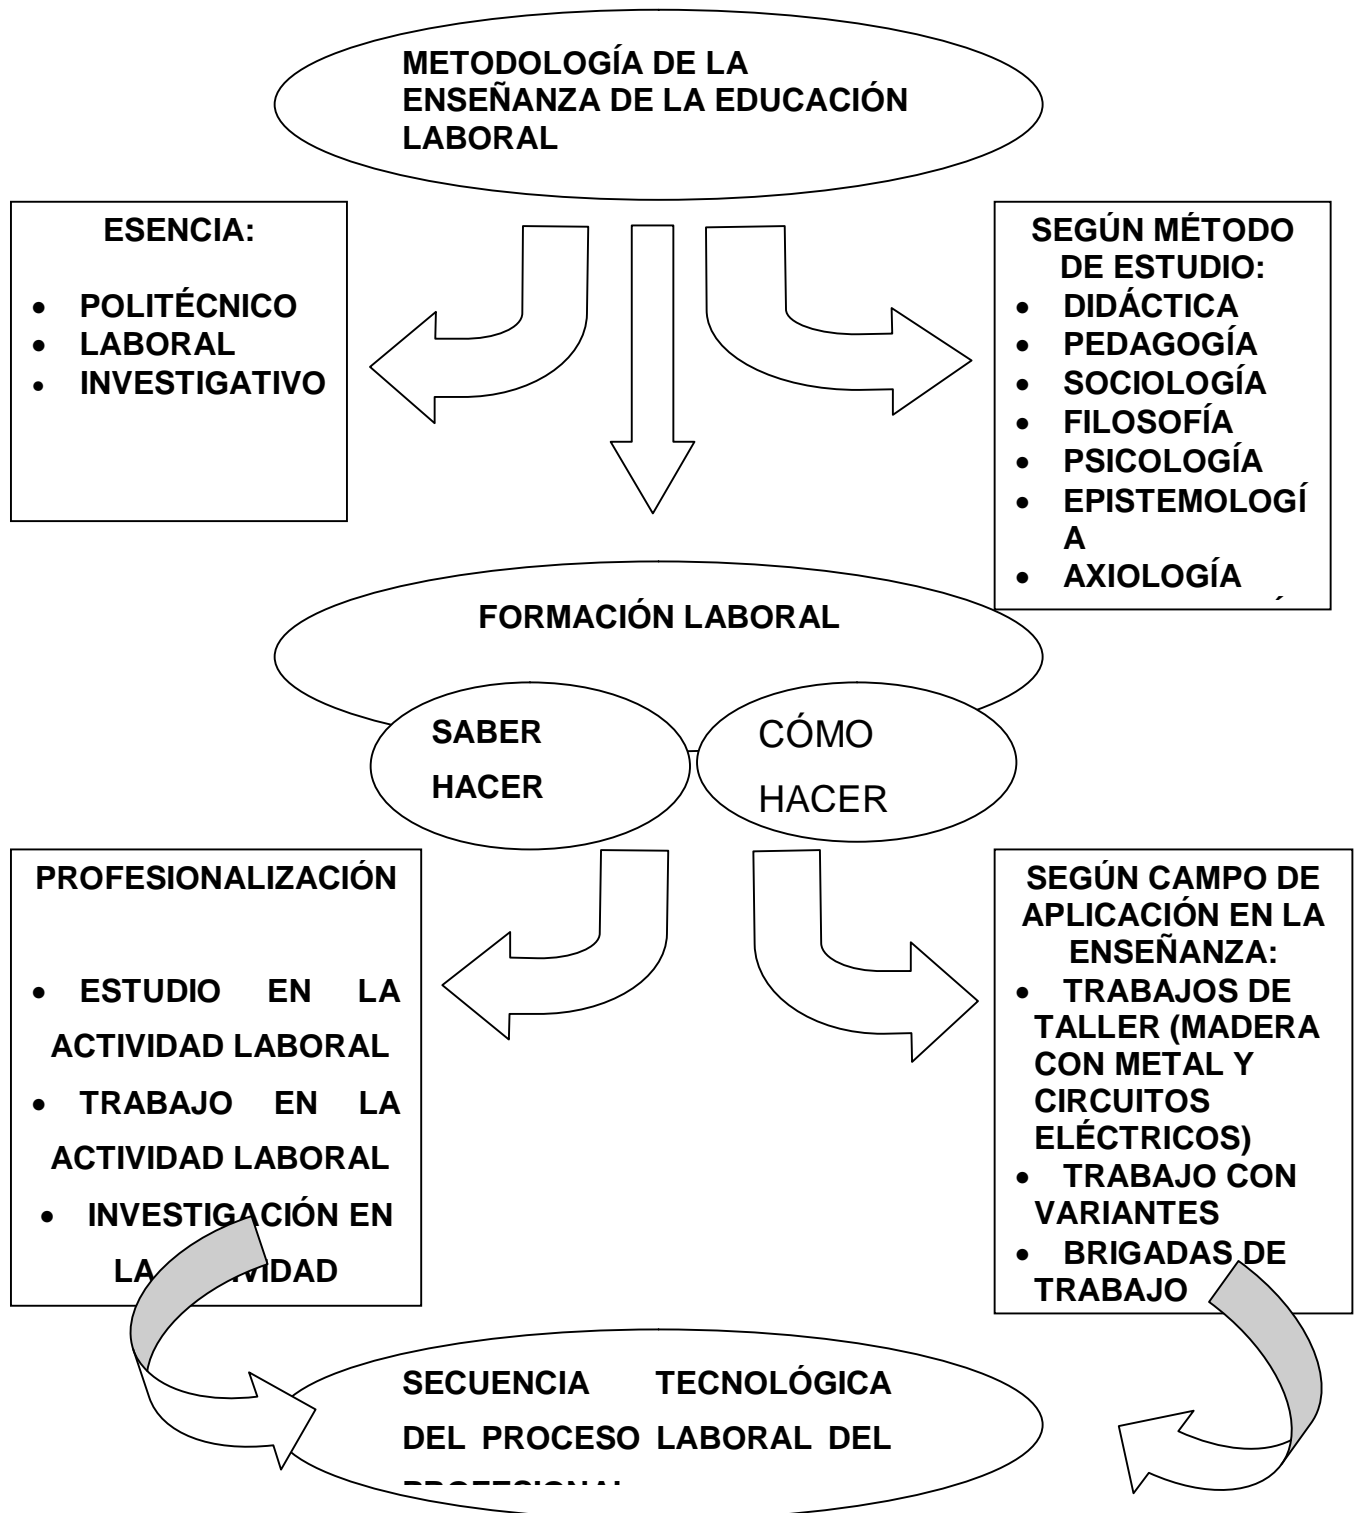 METODOLOGÍA DE LA
ENSEÑANZA DE LA EDUCACIÓN
LABORAL
ESENCIA:
• POLITÉCNICO
• LABORAL
• INVESTIGATIVO
SEGÚN MÉTODO
DE ESTUDIO:
• DIDÁCTICA
• PEDAGOGÍA
• SOCIOLOGÍA
• FILOSOFÍA
• PSICOLOGÍA
• EPISTEMOLOGÍ
A
• AXIOLOGÍA
FORMACIÓN LABORAL
SABER
HACER
CÓMO
HACER
PROFESIONALIZACIÓN
• ESTUDIO EN LA
ACTIVIDAD LABORAL
• TRABAJO EN LA
ACTIVIDAD LABORAL
• INVESTIGACIÓN EN
LA ACTIVIDAD
SEGÚN CAMPO DE
APLICACIÓN EN LA
ENSEÑANZA:
• TRABAJOS DE
TALLER (MADERA
CON METAL Y
CIRCUITOS
ELÉCTRICOS)
• TRABAJO CON
VARIANTES
• BRIGADAS DE
TRABAJO
SECUENCIA TECNOLÓGICA
DEL PROCESO LABORAL DEL
PROFESIONAL